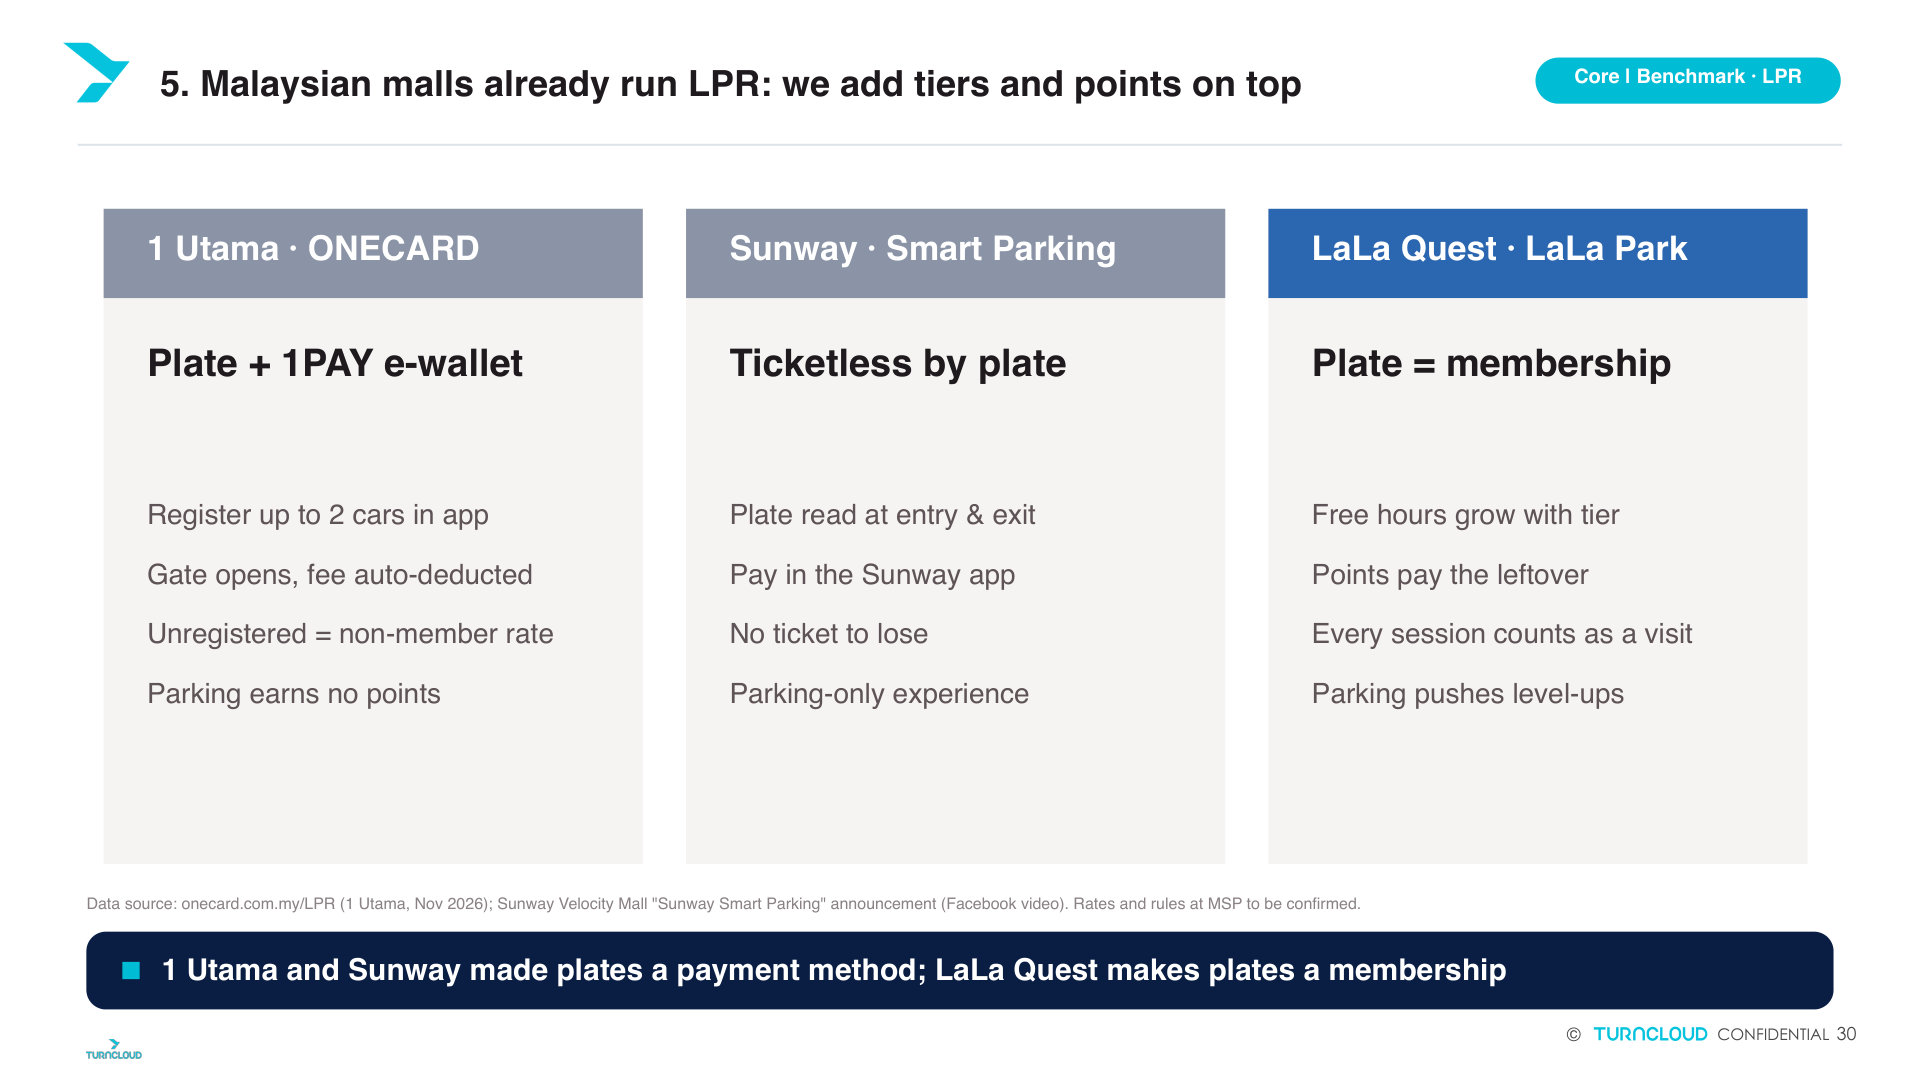 5. Malaysian malls already run LPR: we add tiers and points on top
Core | Benchmark · LPR
1 Utama · ONECARD
Plate + 1PAY e-wallet
Register up to 2 cars in app
Gate opens, fee auto-deducted
Unregistered = non-member rate
Parking earns no points
Sunway · Smart Parking
Ticketless by plate
Plate read at entry & exit
Pay in the Sunway app
No ticket to lose
Parking-only experience
LaLa Quest · LaLa Park
Plate = membership
Free hours grow with tier
Points pay the leftover
Every session counts as a visit
Parking pushes level-ups
Data source: onecard.com.my/LPR (1 Utama, Nov 2026); Sunway Velocity Mall "Sunway Smart Parking" announcement (Facebook video). Rates and rules at MSP to be confirmed.
1 Utama and Sunway made plates a payment method; LaLa Quest makes plates a membership
TURNCLOUD
© TURNCLOUD CONFIDENTIAL 30